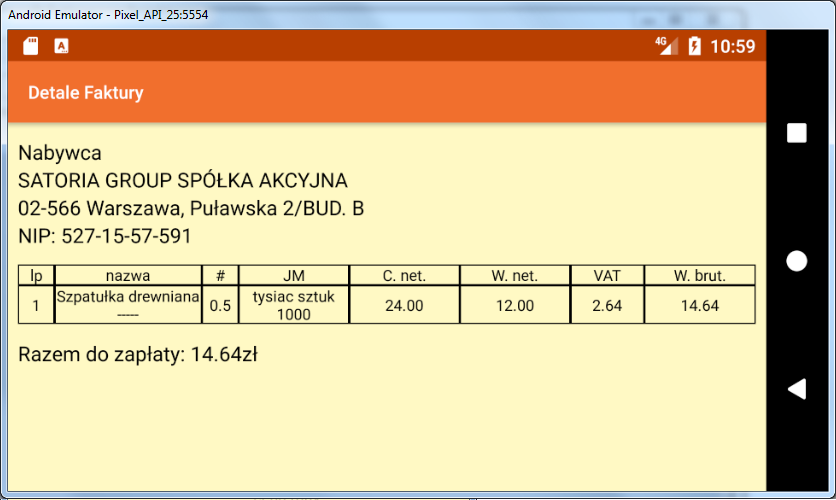 Android Emulator - Pixel_API_25:5554
4G 10:59
Detale Faktury
Nabywca
SATORIA GROUP SPÓŁKA AKCYJNA
02-566 Warszawa, Puławska 2/BUD. B
NIP: 527-15-57-591
lp nazwa # JM C. net. W. net. VAT W. brut.
1 Szpatułka drewniana ----- 0.5 tysiac sztuk 1000 24.00 12.00 2.64 14.64
Razem do zapłaty: 14.64zł